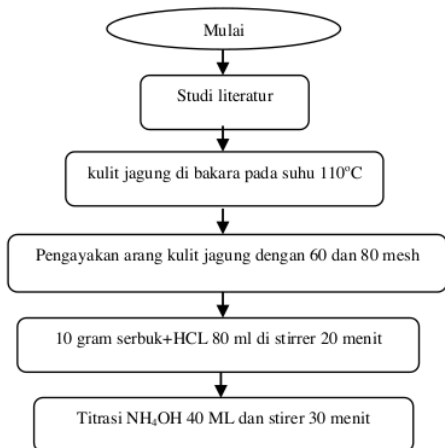 Mulai
Studi literatur
kulit jagung di bakara pada suhu 110°C
Pengayakan arang kulit jagung dengan 60 dan 80 mesh
10 gram serbuk+HCL 80 ml di stirrer 20 menit
Titrasi NH₄OH 40 ML dan stirer 30 menit